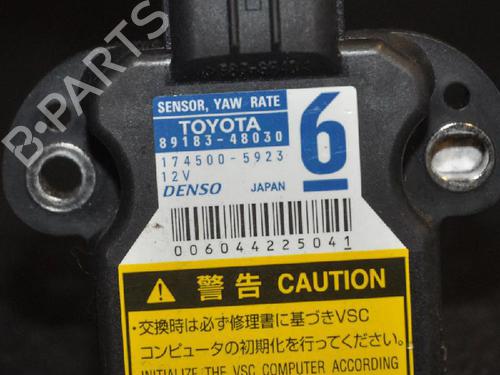 B-PARTS
SENSOR, YAW RATE
TOYOTA
89183-48030
6
174500-5923
12V
DENSO JAPAN
006044225041
警告 CAUTION
・交換時は必ず修理書に基づきVSC
コンピュータの初期化を行ってください。
INITIALIZE THE VSC COMPUTER ACCORDING